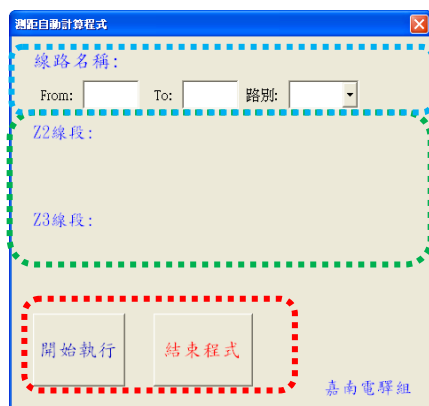 測距自動計算程式
線路名稱:
From: To: 路別:
Z2線段:
Z3線段:
開始執行 結束程式
嘉南電驛組